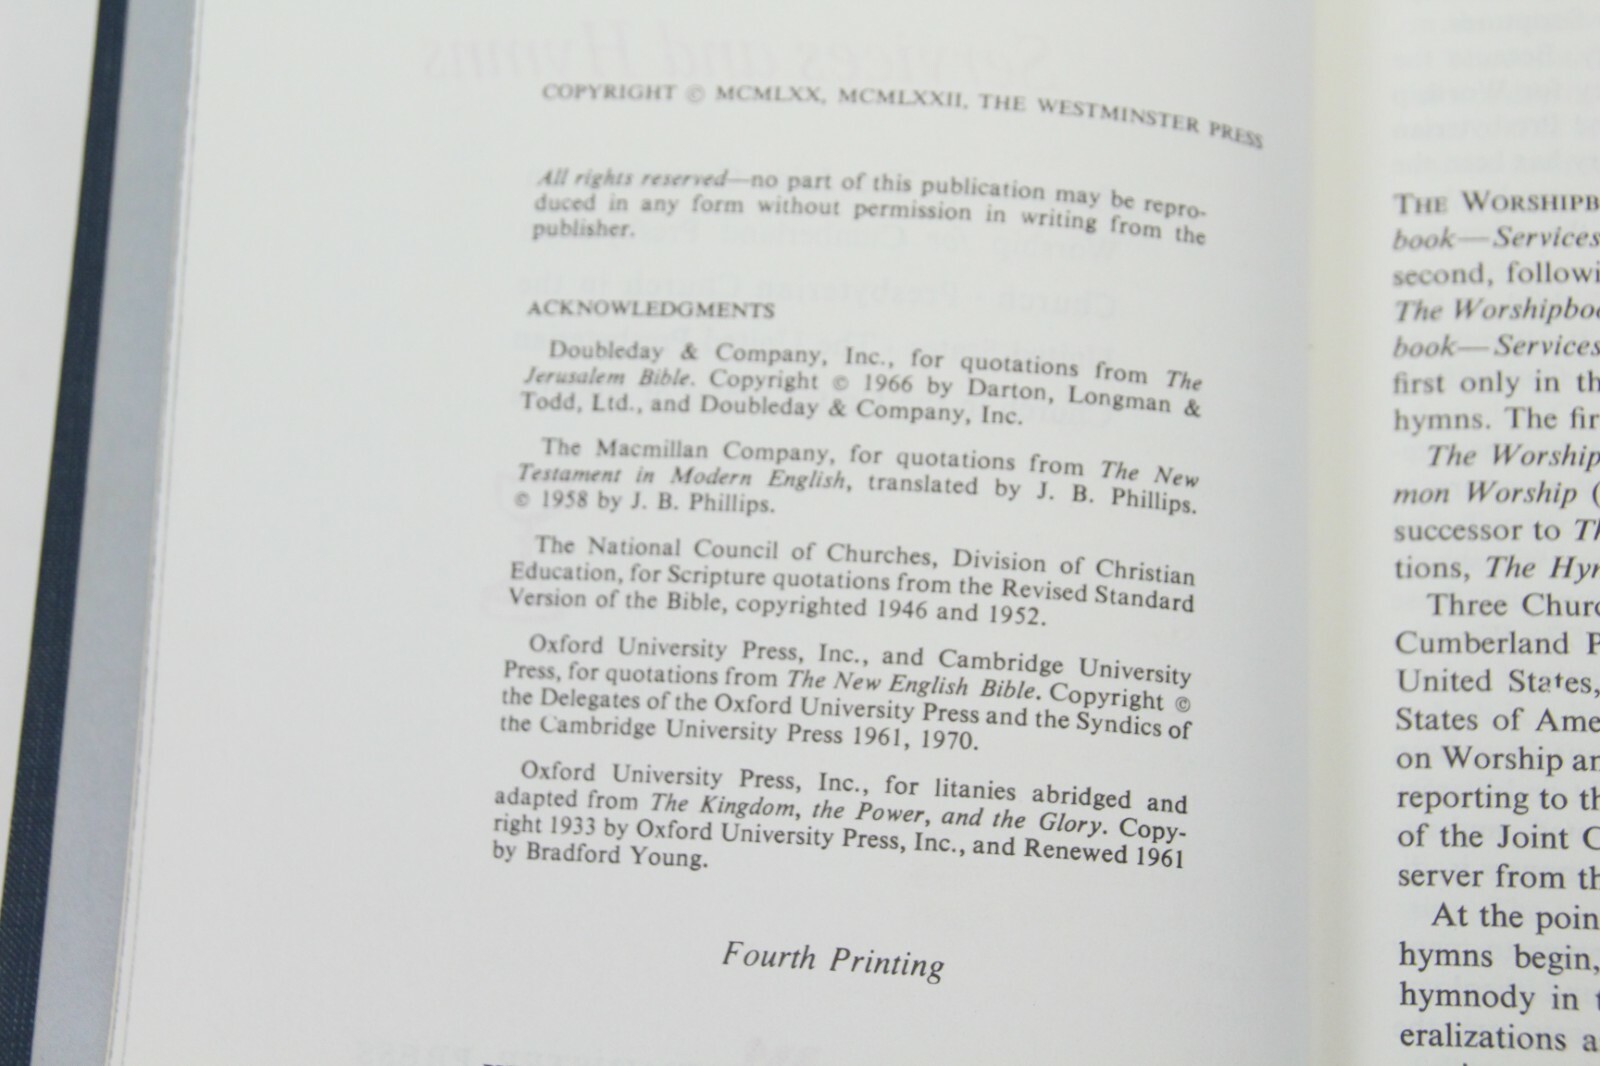 COPYRIGHT © MCMLXX, MCMLXXII, THE WESTMINSTER PRESS
All rights reserved—no part of this publication may be repro-
duced in any form without permission in writing from the
publisher.
ACKNOWLEDGMENTS
Doubleday & Company, Inc., for quotations from The
Jerusalem Bible. Copyright © 1966 by Darton, Longman &
Todd, Ltd., and Doubleday & Company, Inc.
The Macmillan Company, for quotations from The New
Testament in Modern English, translated by J. B. Phillips.
© 1958 by J. B. Phillips.
The National Council of Churches, Division of Christian
Education, for Scripture quotations from the Revised Standard
Version of the Bible, copyrighted 1946 and 1952.
Oxford University Press, Inc., and Cambridge University
Press, for quotations from The New English Bible. Copyright ©
the Delegates of the Oxford University Press and the Syndics of
the Cambridge University Press 1961, 1970.
Oxford University Press, Inc., for litanies abridged and
adapted from The Kingdom, the Power, and the Glory. Copy-
right 1933 by Oxford University Press, Inc., and Renewed 1961
by Bradford Young.
Fourth Printing
THE WORSHIPB
book—Services
second, followi
The Worshipboo
book—Services
first only in th
hymns. The fir
The Worship
mon Worship (
successor to Th
tions, The Hyn
Three Churc
Cumberland P
United States,
States of Ame
on Worship an
reporting to th
of the Joint C
server from th
At the poin
hymns begin,
hymnody in t
eralizations a